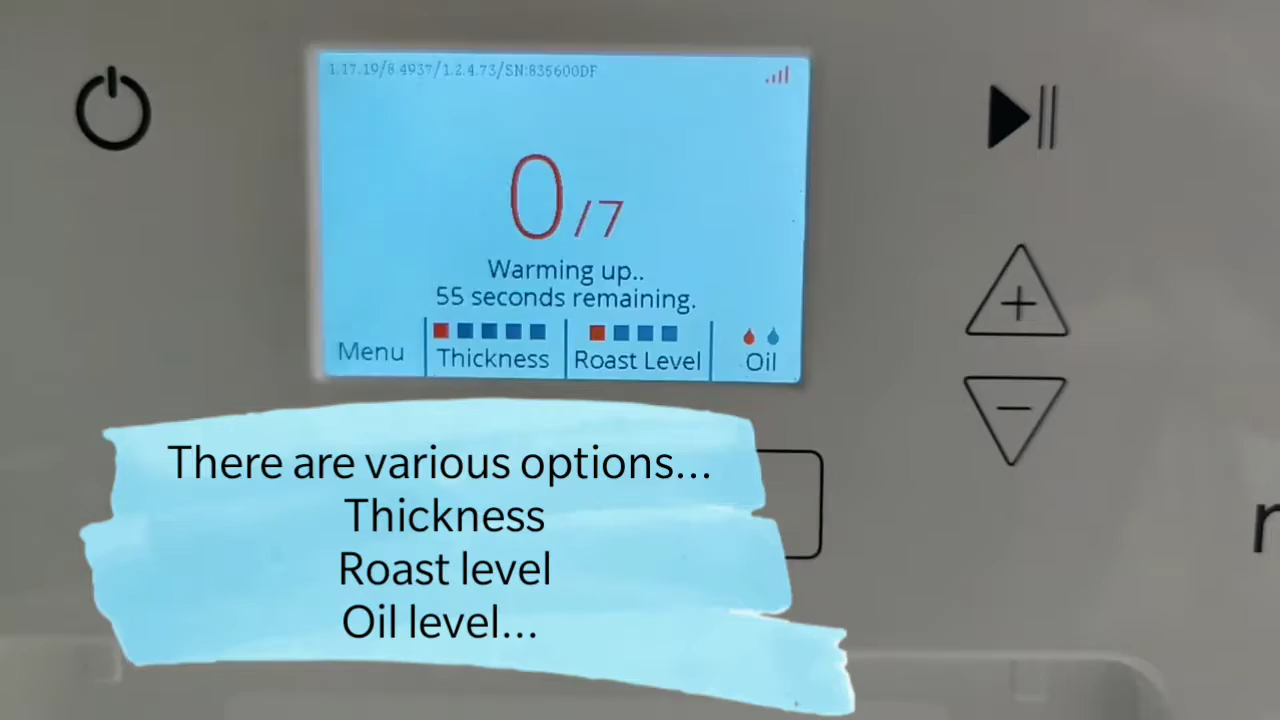 1.17.19/8.4937/1.2.4.73/SN:835600DF
0/7
Warming up..
55 seconds remaining.
Menu
Thickness
Roast Level
Oil
There are various options...
Thickness
Roast level
Oil level...
r